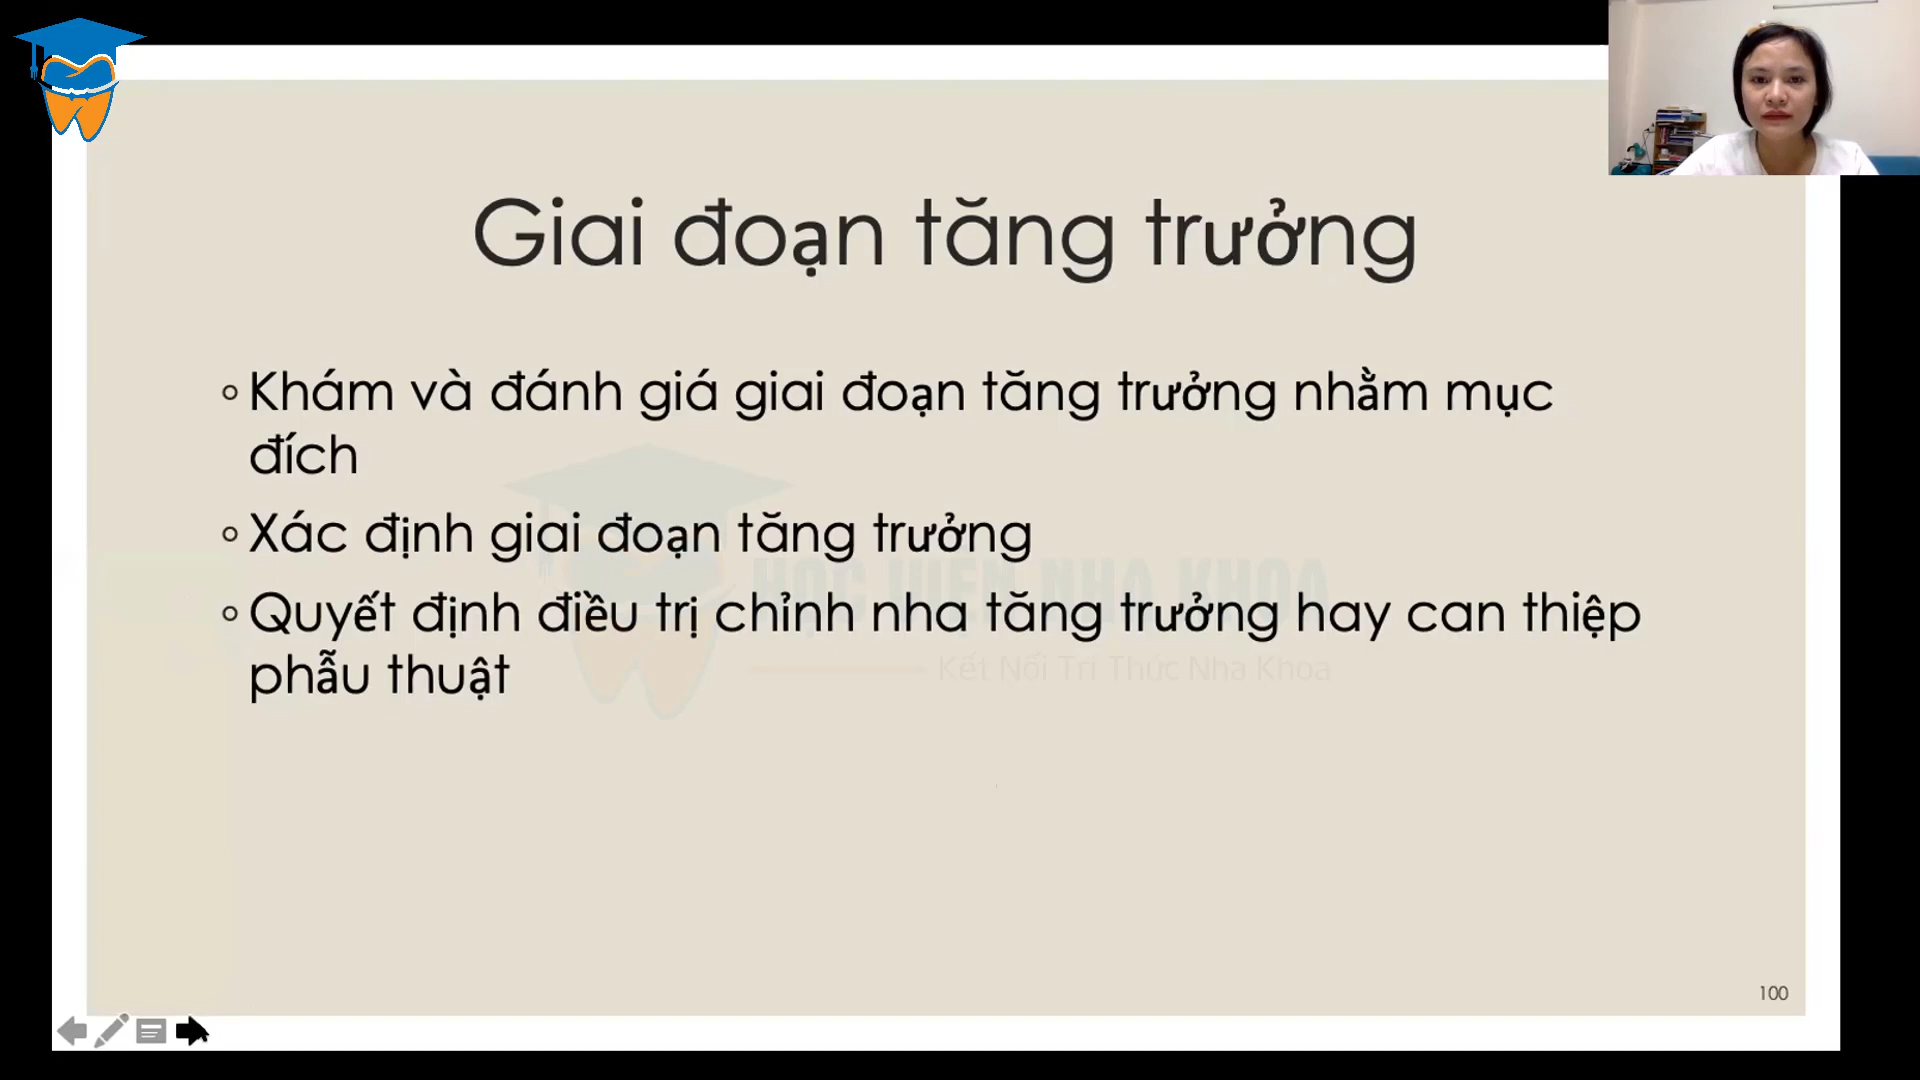 Giai đoạn tăng trưởng
◦Khám và đánh giá giai đoạn tăng trưởng nhằm mục
đích
◦Xác định giai đoạn tăng trưởng
◦Quyết định điều trị chỉnh nha tăng trưởng hay can thiệp
phẫu thuật
HỌC VIỆN NHA KHOA
Kết Nối Tri Thức Nha Khoa
100